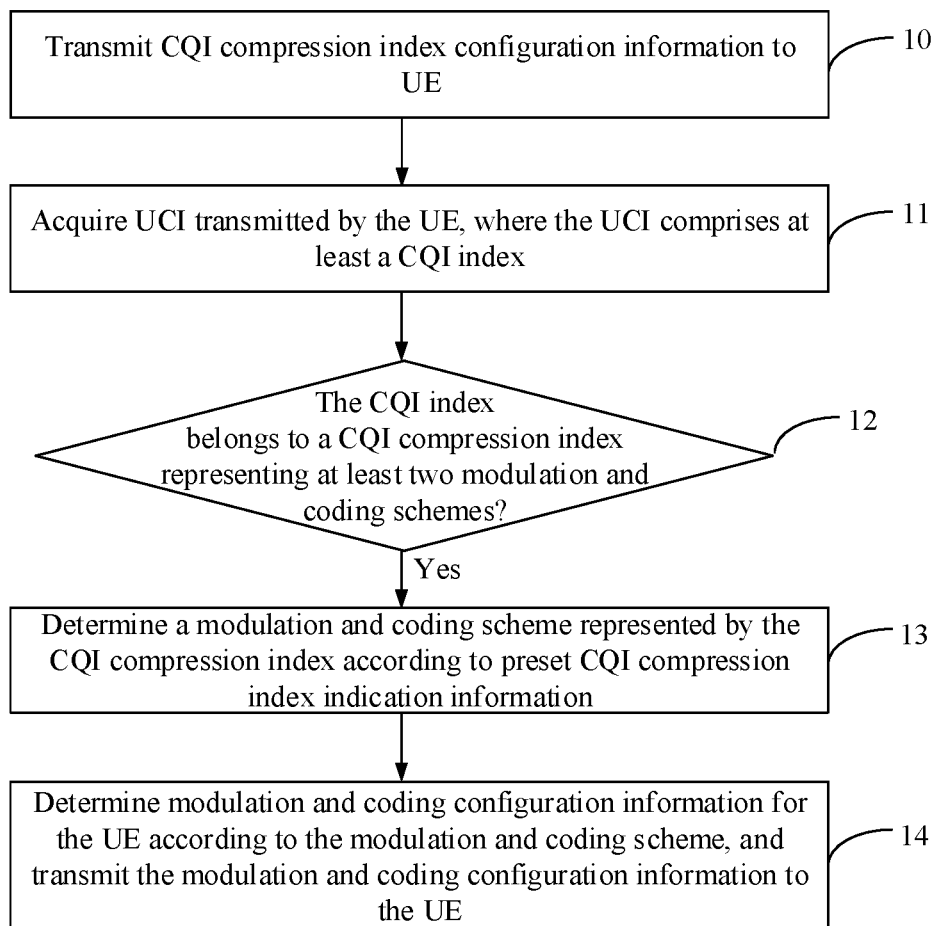 Transmit CQI compression index configuration information to
UE
10
Acquire UCI transmitted by the UE, where the UCI comprises at
least a CQI index
11
The CQI index
belongs to a CQI compression index
representing at least two modulation and
coding schemes?
12
Yes
Determine a modulation and coding scheme represented by the
CQI compression index according to preset CQI compression
index indication information
13
Determine modulation and coding configuration information for
the UE according to the modulation and coding scheme, and
transmit the modulation and coding configuration information to
the UE
14